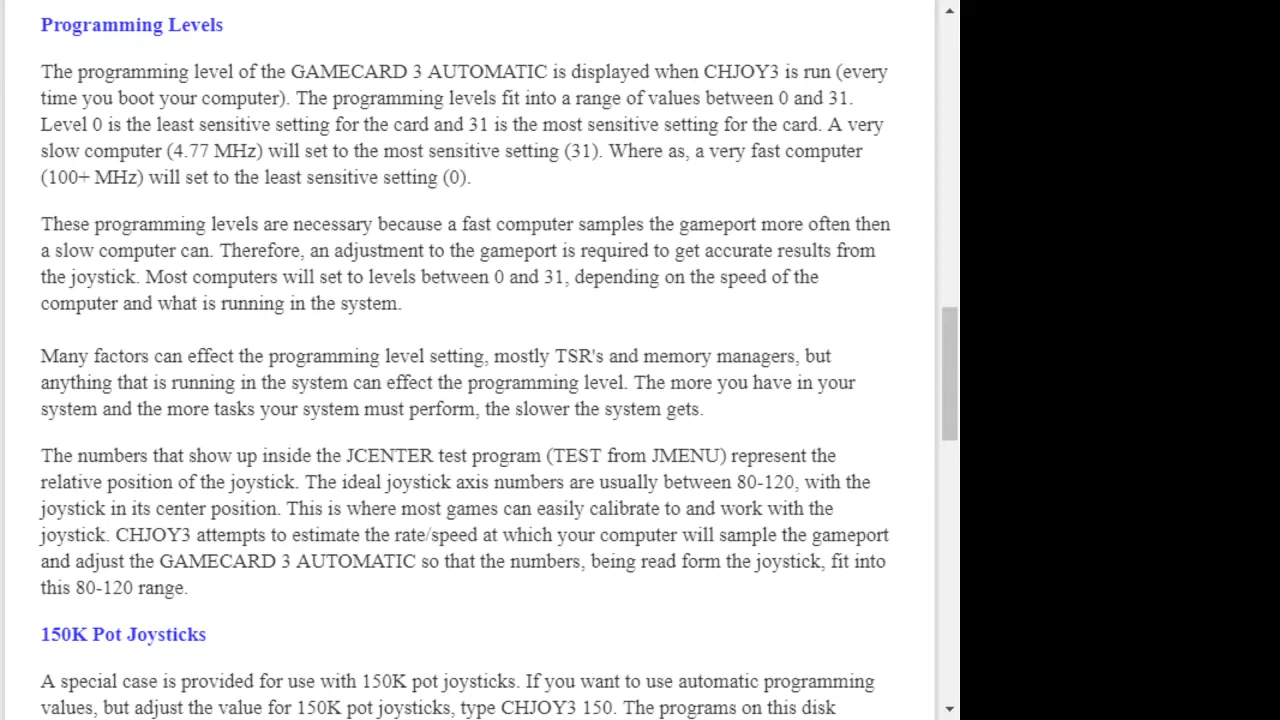 Programming Levels
The programming level of the GAMECARD 3 AUTOMATIC is displayed when CHJOY3 is run (every
time you boot your computer). The programming levels fit into a range of values between 0 and 31.
Level 0 is the least sensitive setting for the card and 31 is the most sensitive setting for the card. A very
slow computer (4.77 MHz) will set to the most sensitive setting (31). Where as, a very fast computer
(100+ MHz) will set to the least sensitive setting (0).
These programming levels are necessary because a fast computer samples the gameport more often then
a slow computer can. Therefore, an adjustment to the gameport is required to get accurate results from
the joystick. Most computers will set to levels between 0 and 31, depending on the speed of the
computer and what is running in the system.
Many factors can effect the programming level setting, mostly TSR's and memory managers, but
anything that is running in the system can effect the programming level. The more you have in your
system and the more tasks your system must perform, the slower the system gets.
The numbers that show up inside the JCENTER test program (TEST from JMENU) represent the
relative position of the joystick. The ideal joystick axis numbers are usually between 80-120, with the
joystick in its center position. This is where most games can easily calibrate to and work with the
joystick. CHJOY3 attempts to estimate the rate/speed at which your computer will sample the gameport
and adjust the GAMECARD 3 AUTOMATIC so that the numbers, being read form the joystick, fit into
this 80-120 range.
150K Pot Joysticks
A special case is provided for use with 150K pot joysticks. If you want to use automatic programming
values, but adjust the value for 150K pot joysticks, type CHJOY3 150. The programs on this disk